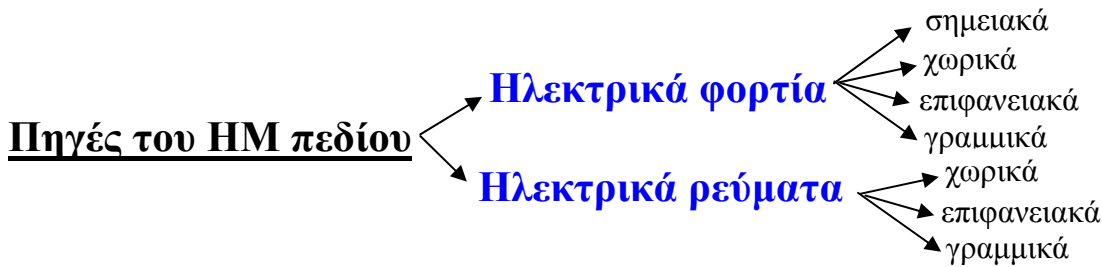 Πηγές του ΗΜ πεδίου
Ηλεκτρικά φορτία
σημειακά
χωρικά
επιφανειακά
γραμμικά
Ηλεκτρικά ρεύματα
χωρικά
επιφανειακά
γραμμικά